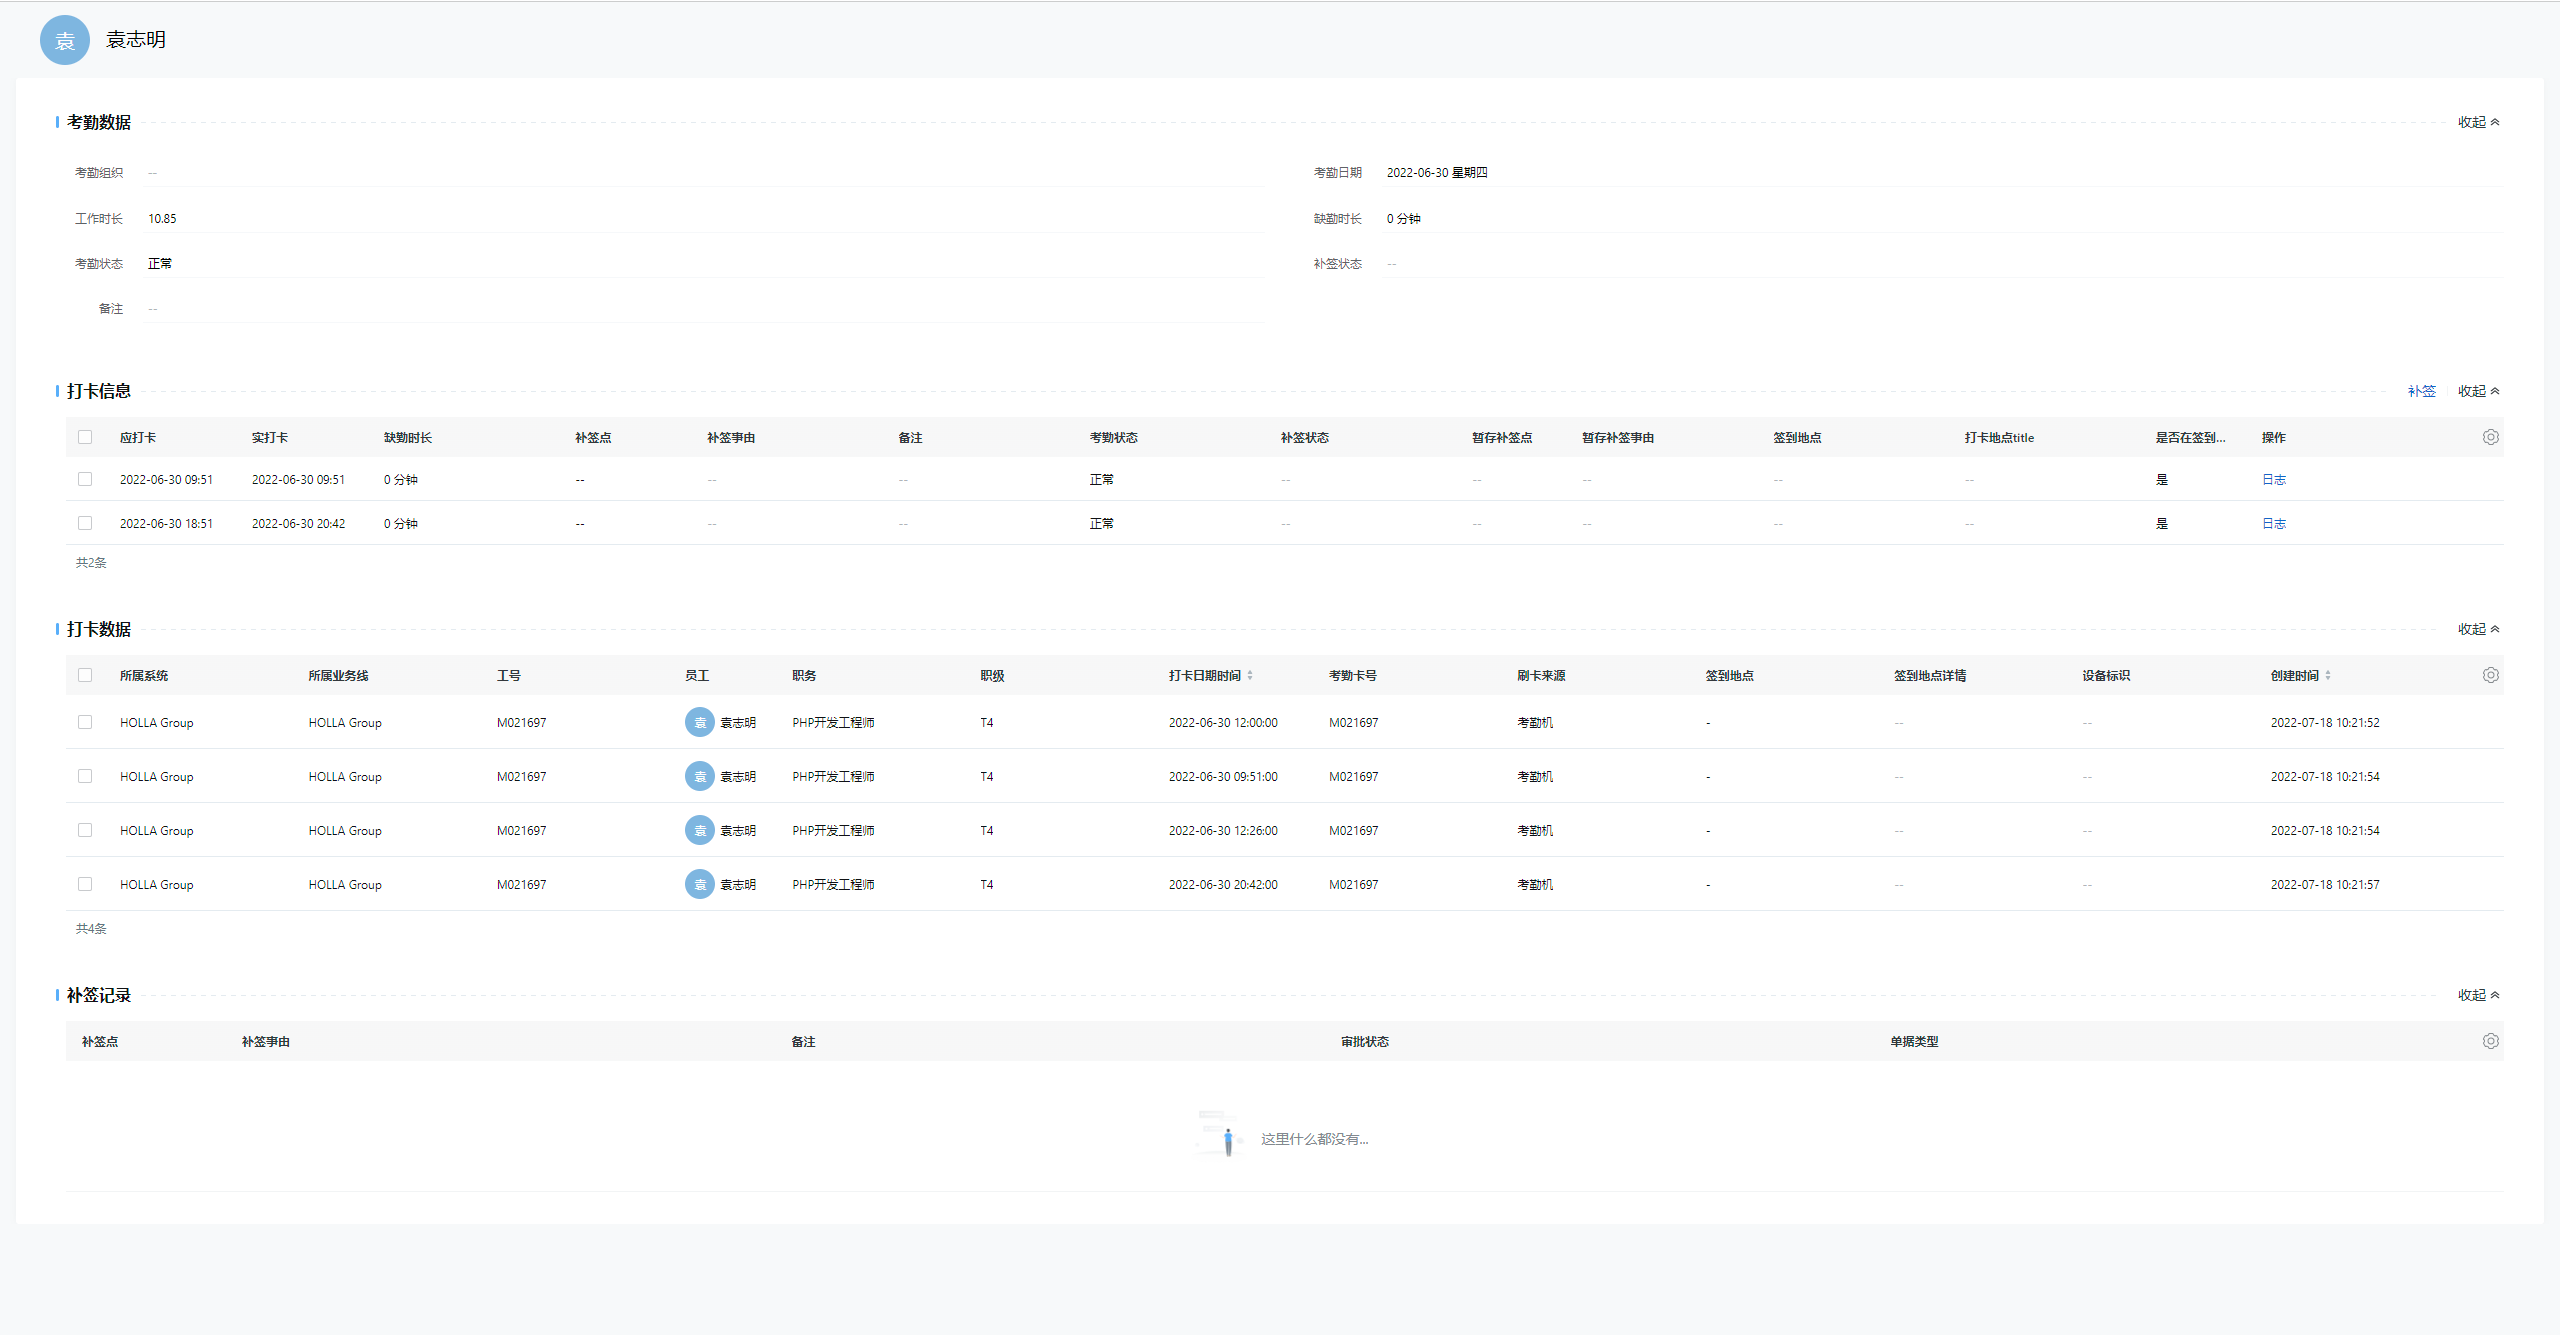 袁 袁志明
考勤数据 收起
考勤组织 -- 考勤日期 2022-06-30 星期四
工作时长 10.85 缺勤时长 0 分钟
考勤状态 正常 补签状态 --
备注 --
打卡信息 补签 收起
应打卡 实打卡 缺勤时长 补签点 补签事由 备注 考勤状态 补签状态 暂存补签点 暂存补签事由 签到地点 打卡地点title 是否在签到... 操作
2022-06-30 09:51 2022-06-30 09:51 0 分钟 -- -- -- 正常 -- -- -- -- -- 是 日志
2022-06-30 18:51 2022-06-30 20:42 0 分钟 -- -- -- 正常 -- -- -- -- -- 是 日志
共2条
打卡数据 收起
所属系统 所属业务线 工号 员工 职务 职级 打卡日期时间 考勤卡号 刷卡来源 签到地点 签到地点详情 设备标识 创建时间
HOLLA Group HOLLA Group M021697 袁 袁志明 PHP开发工程师 T4 2022-06-30 12:00:00 M021697 考勤机 - -- -- 2022-07-18 10:21:52
HOLLA Group HOLLA Group M021697 袁 袁志明 PHP开发工程师 T4 2022-06-30 09:51:00 M021697 考勤机 - -- -- 2022-07-18 10:21:54
HOLLA Group HOLLA Group M021697 袁 袁志明 PHP开发工程师 T4 2022-06-30 12:26:00 M021697 考勤机 - -- -- 2022-07-18 10:21:54
HOLLA Group HOLLA Group M021697 袁 袁志明 PHP开发工程师 T4 2022-06-30 20:42:00 M021697 考勤机 - -- -- 2022-07-18 10:21:57
共4条
补签记录 收起
补签点 补签事由 备注 审批状态 单据类型
这里什么都没有...